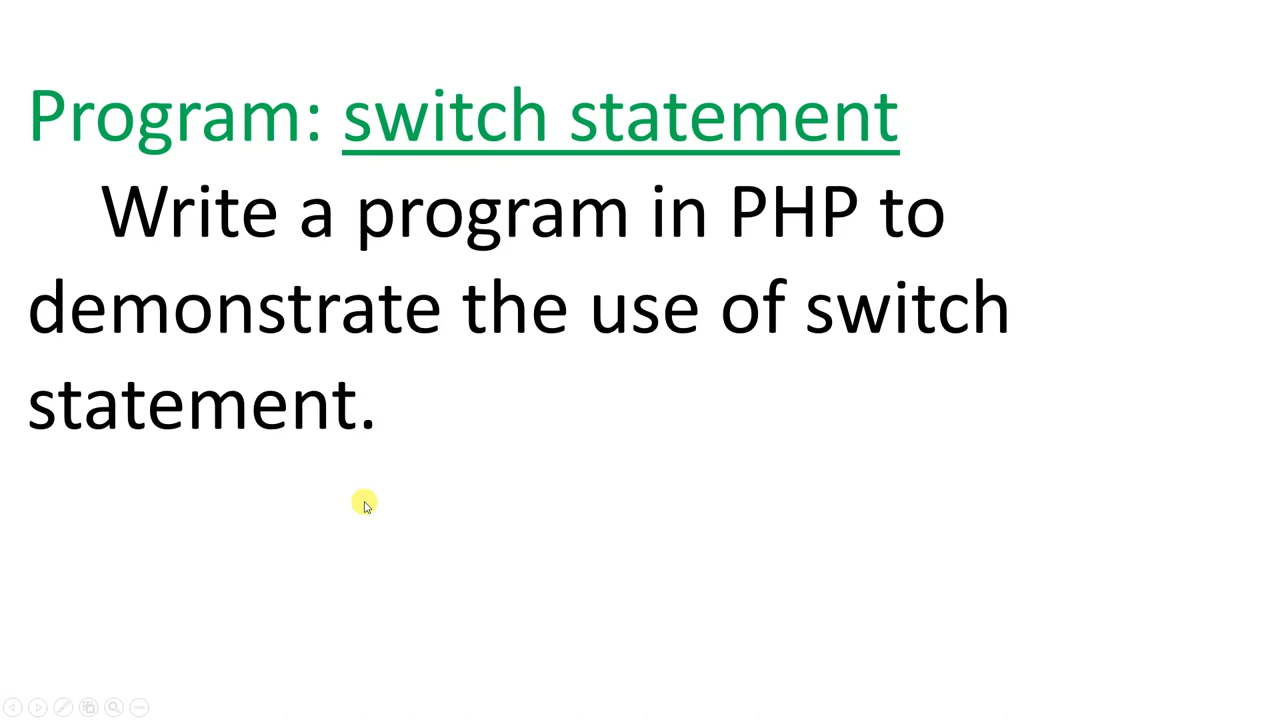 Program: switch statement
Write a program in PHP to
demonstrate the use of switch
statement.